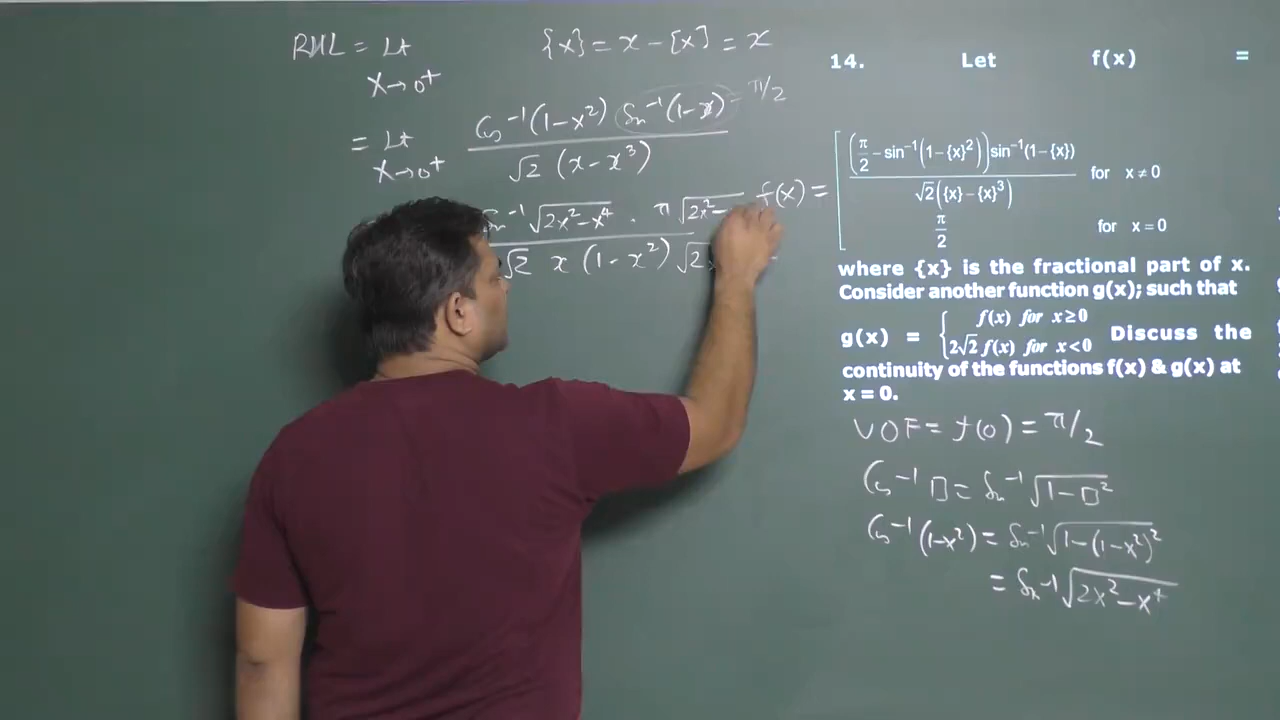 RHL = Lt {x} = x – [x] = x
x→0⁺
= Lt Cos⁻¹(1–x²) Sin⁻¹(1–x) π/2
x→0⁺ √2 (x–x³)
Sin⁻¹ √2x²–x⁴ . π √2x²–
√2 x (1–x²) √2
14. Let f(x) =
f(x) =
(π/2 – sin⁻¹(1–{x}²))sin⁻¹(1–{x})
√2({x}–{x}³) for x ≠ 0
π/2 for x = 0
where {x} is the fractional part of x.
Consider another function g(x); such that
g(x) = { f(x) for x≥0
2√2 f(x) for x<0 Discuss the
continuity of the functions f(x) & g(x) at
x = 0.
VOF = f(0) = π/2
Cos⁻¹ □ = Sin⁻¹ √1–□²
Cos⁻¹ (1–x²) = Sin⁻¹ √1–(1–x²)²
= Sin⁻¹ √2x²–x⁴